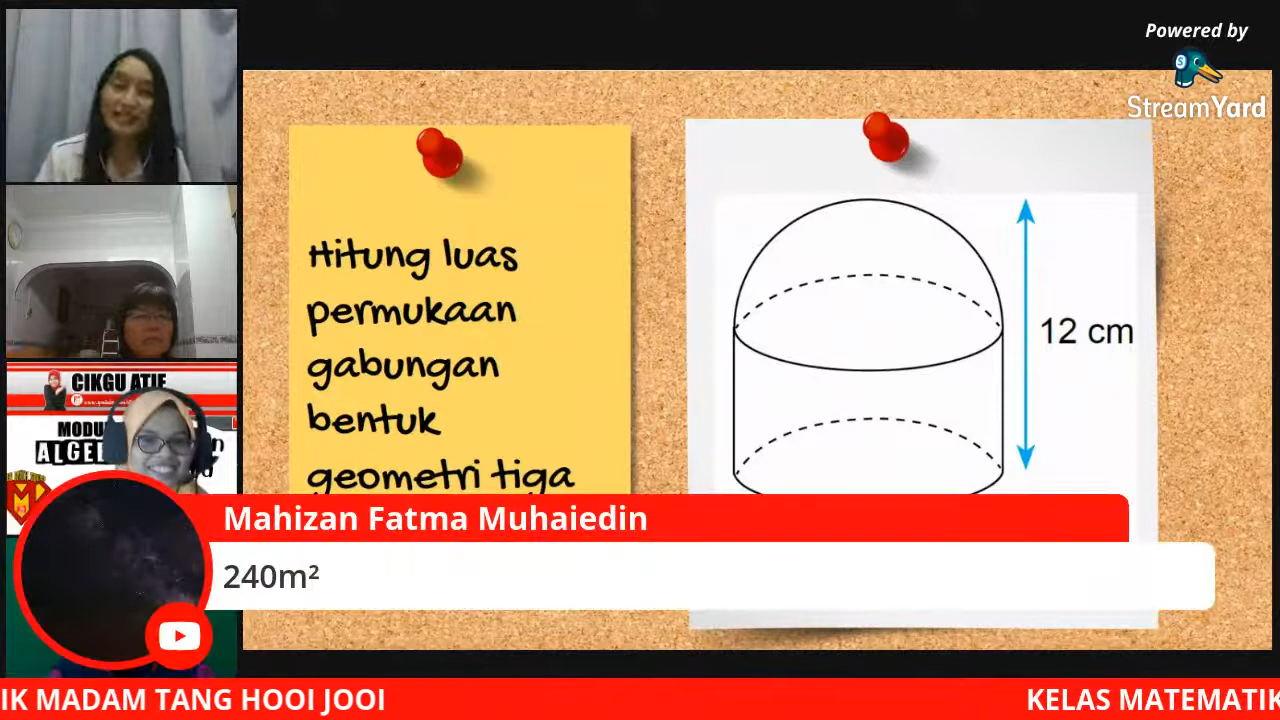 Powered by
StreamYard
Hitung luas
permukaan
gabungan
bentuk
geometri tiga
12 cm
CIKGU ATIE
MODU
ALGE
Mahizan Fatma Muhaiedin
240m²
IK MADAM TANG HOOI JOOI
KELAS MATEMATIK